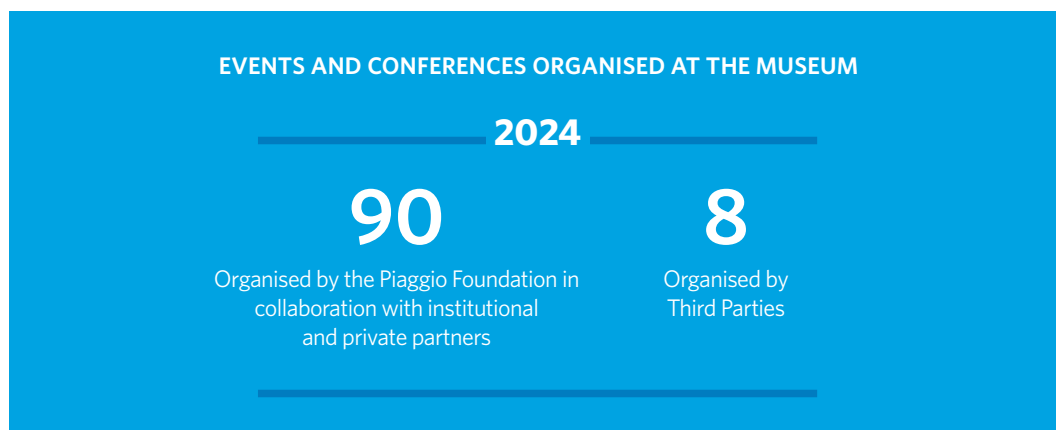 EVENTS AND CONFERENCES ORGANISED AT THE MUSEUM
2024
90
Organised by the Piaggio Foundation in
collaboration with institutional
and private partners
8
Organised by
Third Parties